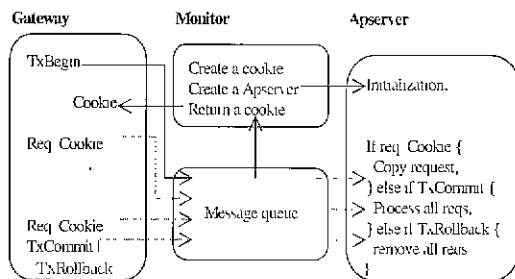 Gateway
Monitor
Apserver
TxBegin
Cookie
Req Cookie
.
Req Cookie
TxCommit (
TxRollback
Create a cookie
Create a Apserver
Return a cookie
Message queue
Initialization.
If req Cookie {
Copy request,
} else if TxCommit {
Process all reqs,
} else if TxRollback {
remove all reqs
}